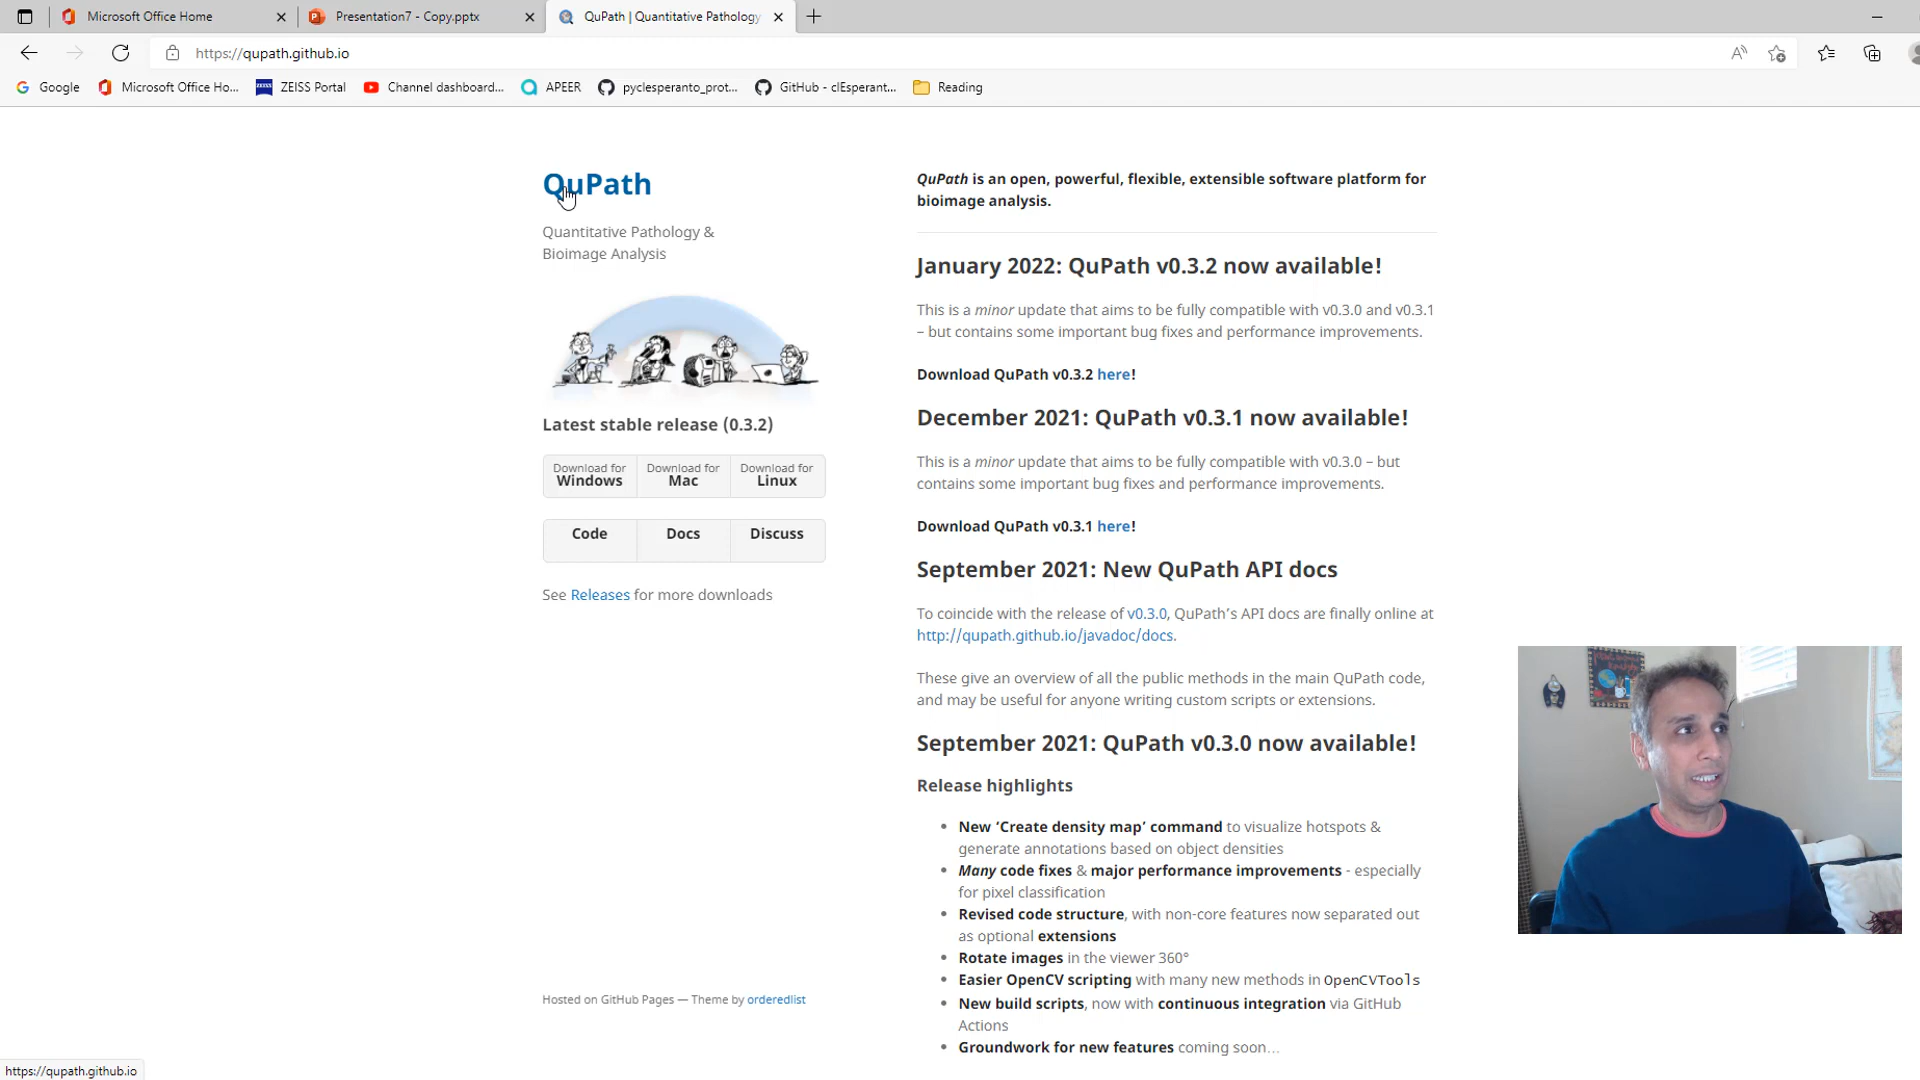 Microsoft Office Home
Presentation7 - Copy.pptx
QuPath | Quantitative Pathology
https://qupath.github.io
Google
Microsoft Office Ho...
ZEISS Portal
Channel dashboard...
APEER
pyclesperanto_prot...
GitHub - clEsperant...
Reading
QuPath
Quantitative Pathology &
Bioimage Analysis
Latest stable release (0.3.2)
Download for
Windows
Download for
Mac
Download for
Linux
Code
Docs
Discuss
See Releases for more downloads
Hosted on GitHub Pages — Theme by orderedlist
QuPath is an open, powerful, flexible, extensible software platform for
bioimage analysis.
January 2022: QuPath v0.3.2 now available!
This is a minor update that aims to be fully compatible with v0.3.0 and v0.3.1
– but contains some important bug fixes and performance improvements.
Download QuPath v0.3.2 here!
December 2021: QuPath v0.3.1 now available!
This is a minor update that aims to be fully compatible with v0.3.0 – but
contains some important bug fixes and performance improvements.
Download QuPath v0.3.1 here!
September 2021: New QuPath API docs
To coincide with the release of v0.3.0, QuPath's API docs are finally online at
http://qupath.github.io/javadoc/docs.
These give an overview of all the public methods in the main QuPath code,
and may be useful for anyone writing custom scripts or extensions.
September 2021: QuPath v0.3.0 now available!
Release highlights
• New ‘Create density map’ command to visualize hotspots &
generate annotations based on object densities
• Many code fixes & major performance improvements - especially
for pixel classification
• Revised code structure, with non-core features now separated out
as optional extensions
• Rotate images in the viewer 360°
• Easier OpenCV scripting with many new methods in OpenCVTools
• New build scripts, now with continuous integration via GitHub
Actions
• Groundwork for new features coming soon…
https://qupath.github.io